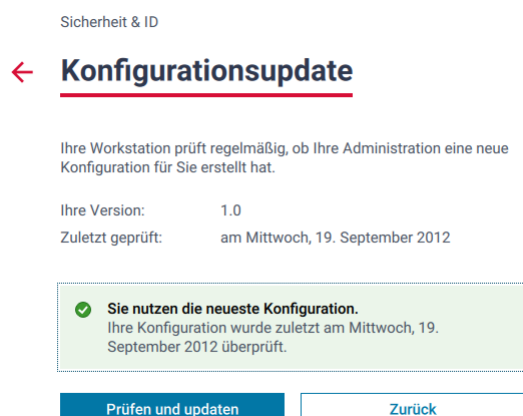 Sicherheit & ID
Konfigurationsupdate
Ihre Workstation prüft regelmäßig, ob Ihre Administration eine neue
Konfiguration für Sie erstellt hat.
Ihre Version: 1.0
Zuletzt geprüft: am Mittwoch, 19. September 2012
Sie nutzen die neueste Konfiguration.
Ihre Konfiguration wurde zuletzt am Mittwoch, 19.
September 2012 überprüft.
Prüfen und updaten Zurück